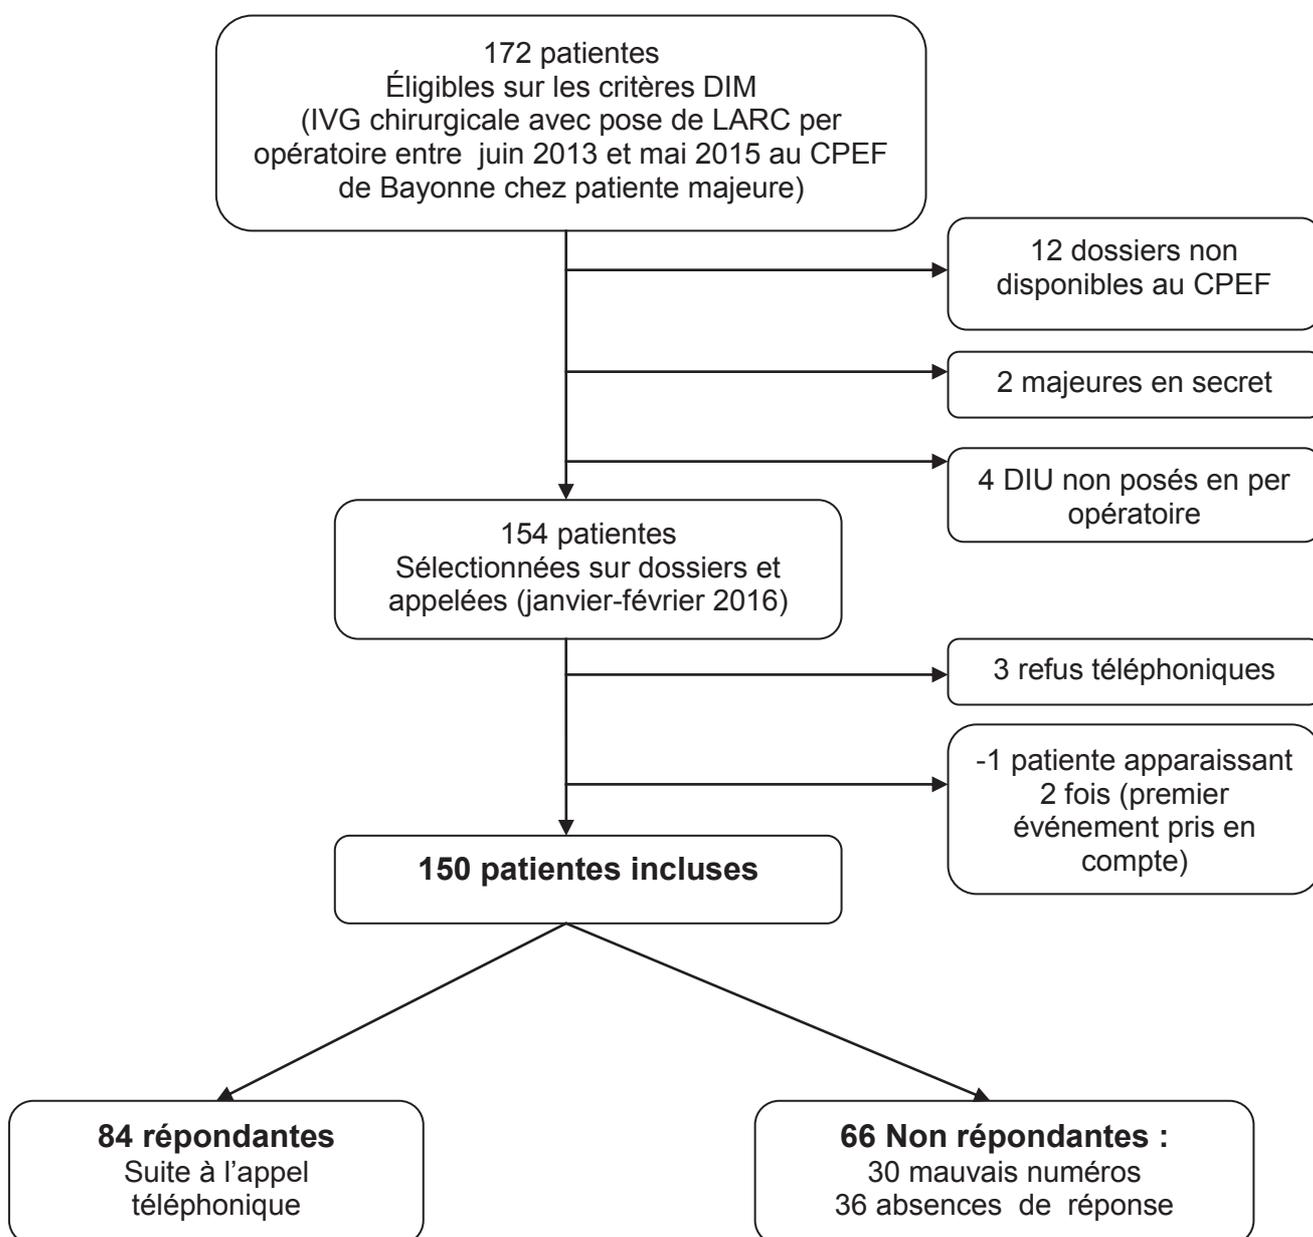 172 patientes
Éligibles sur les critères DIM
(IVG chirurgicale avec pose de LARC per
opératoire entre juin 2013 et mai 2015 au CPEF
de Bayonne chez patiente majeure)
12 dossiers non
disponibles au CPEF
2 majeures en secret
4 DIU non posés en per
opératoire
154 patientes
Sélectionnées sur dossiers et
appelées (janvier-février 2016)
3 refus téléphoniques
-1 patiente apparaissant
2 fois (premier
événement pris en
compte)
150 patientes incluses
84 répondantes
Suite à l’appel
téléphonique
66 Non répondantes :
30 mauvais numéros
36 absences de réponse